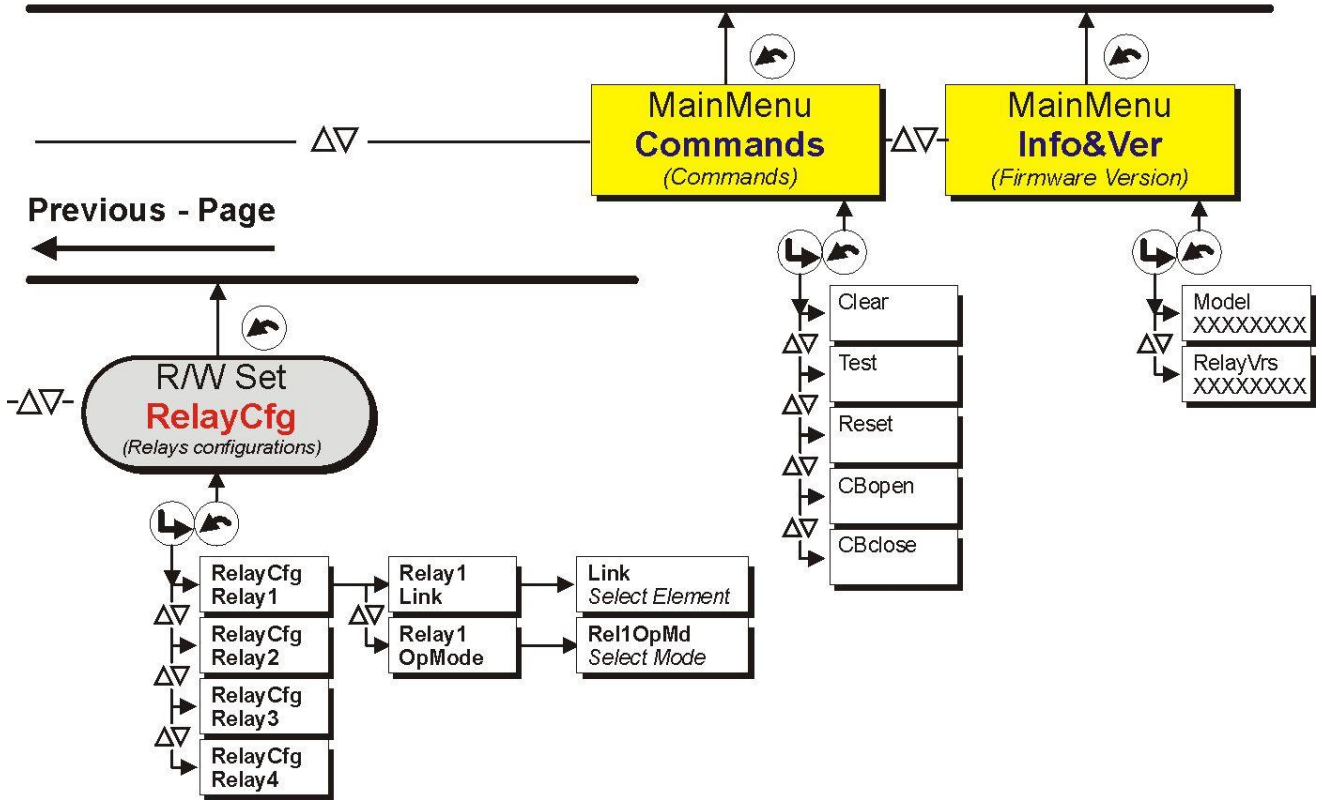 MainMenu
Commands
(Commands)
MainMenu
Info&Ver
(Firmware Version)
Previous - Page
Clear
Test
Reset
CBopen
CBclose
Model
XXXXXXXX
RelayVrs
XXXXXXXX
R/W Set
RelayCfg
(Relays configurations)
RelayCfg
Relay1
RelayCfg
Relay2
RelayCfg
Relay3
RelayCfg
Relay4
Relay1
Link
Relay1
OpMode
Link
Select Element
Rel1OpMd
Select Mode